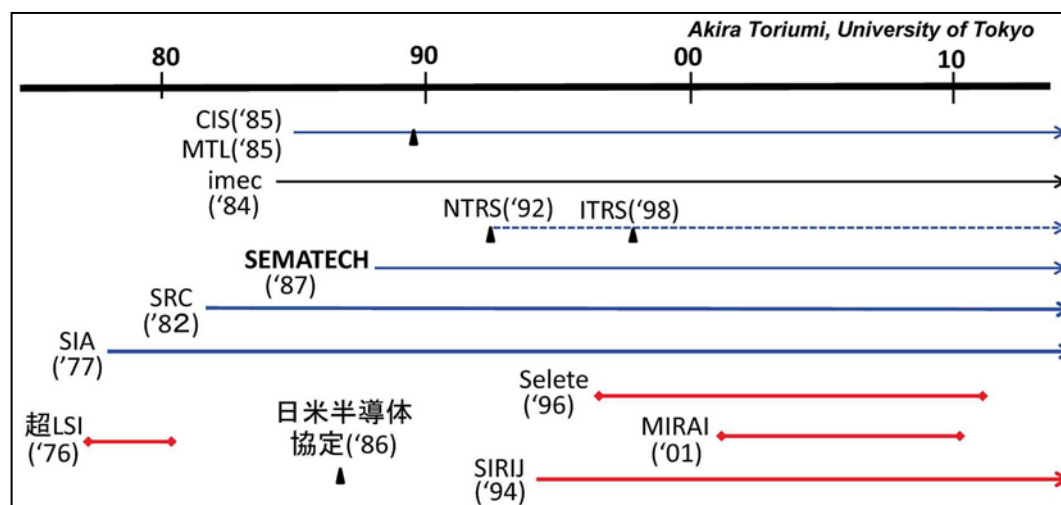 Akira Toriumi, University of Tokyo
80 90 00 10
CIS(‘85)
MTL(‘85)
imec
(‘84)
NTRS(‘92) ITRS(‘98)
SEMATECH
(‘87)
SRC
(’82)
SIA
(’77)
Selete
(‘96)
超LSI
(‘76)
日米半導体
協定(‘86)
MIRAI
(‘01)
SIRIJ
(‘94)